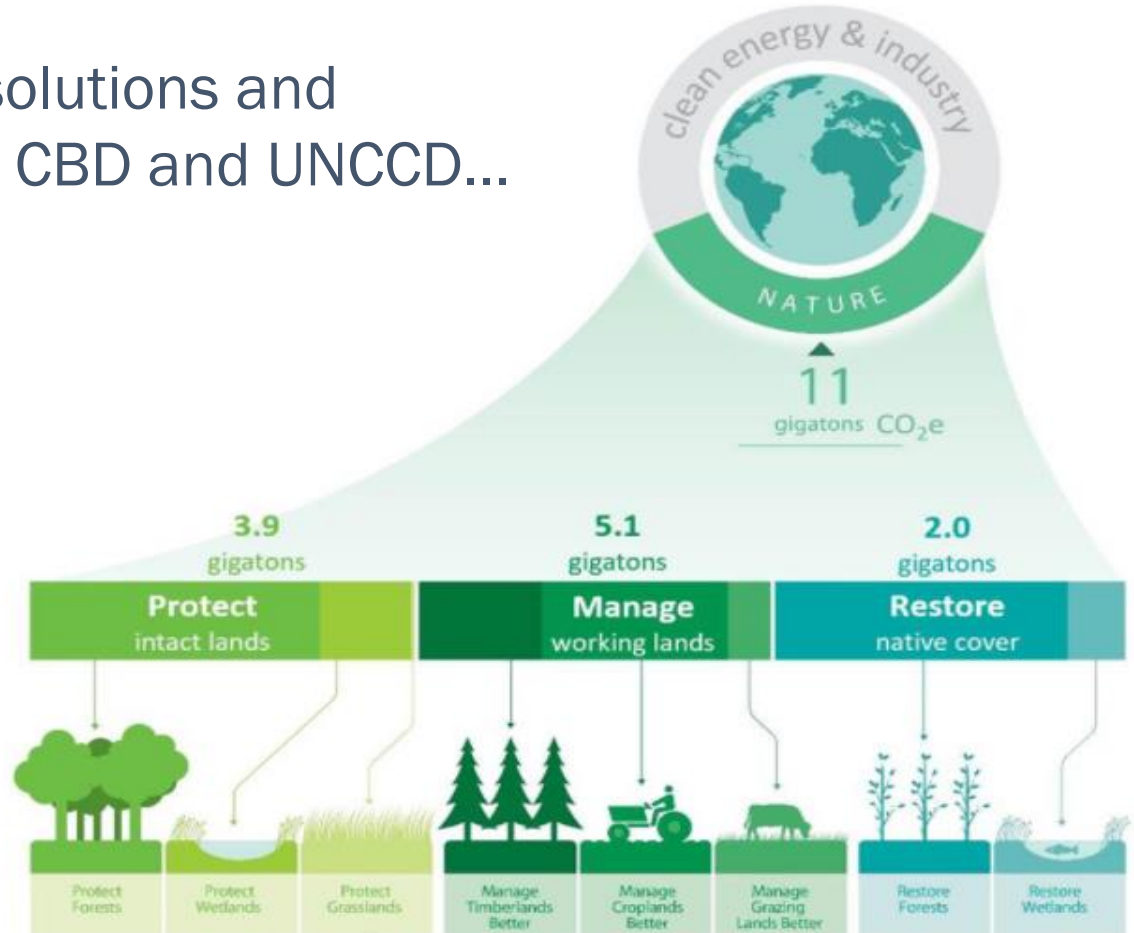 solutions and
CBD and UNCCD...
clean energy & industry
NATURE
11
gigatons CO₂e
3.9
gigatons
5.1
gigatons
2.0
gigatons
Protect
intact lands
Manage
working lands
Restore
native cover
Protect
Forests
Protect
Wetlands
Protect
Grasslands
Manage
Timberlands
Better
Manage
Croplands
Better
Manage
Grazing
Lands Better
Restore
Forests
Restore
Wetlands